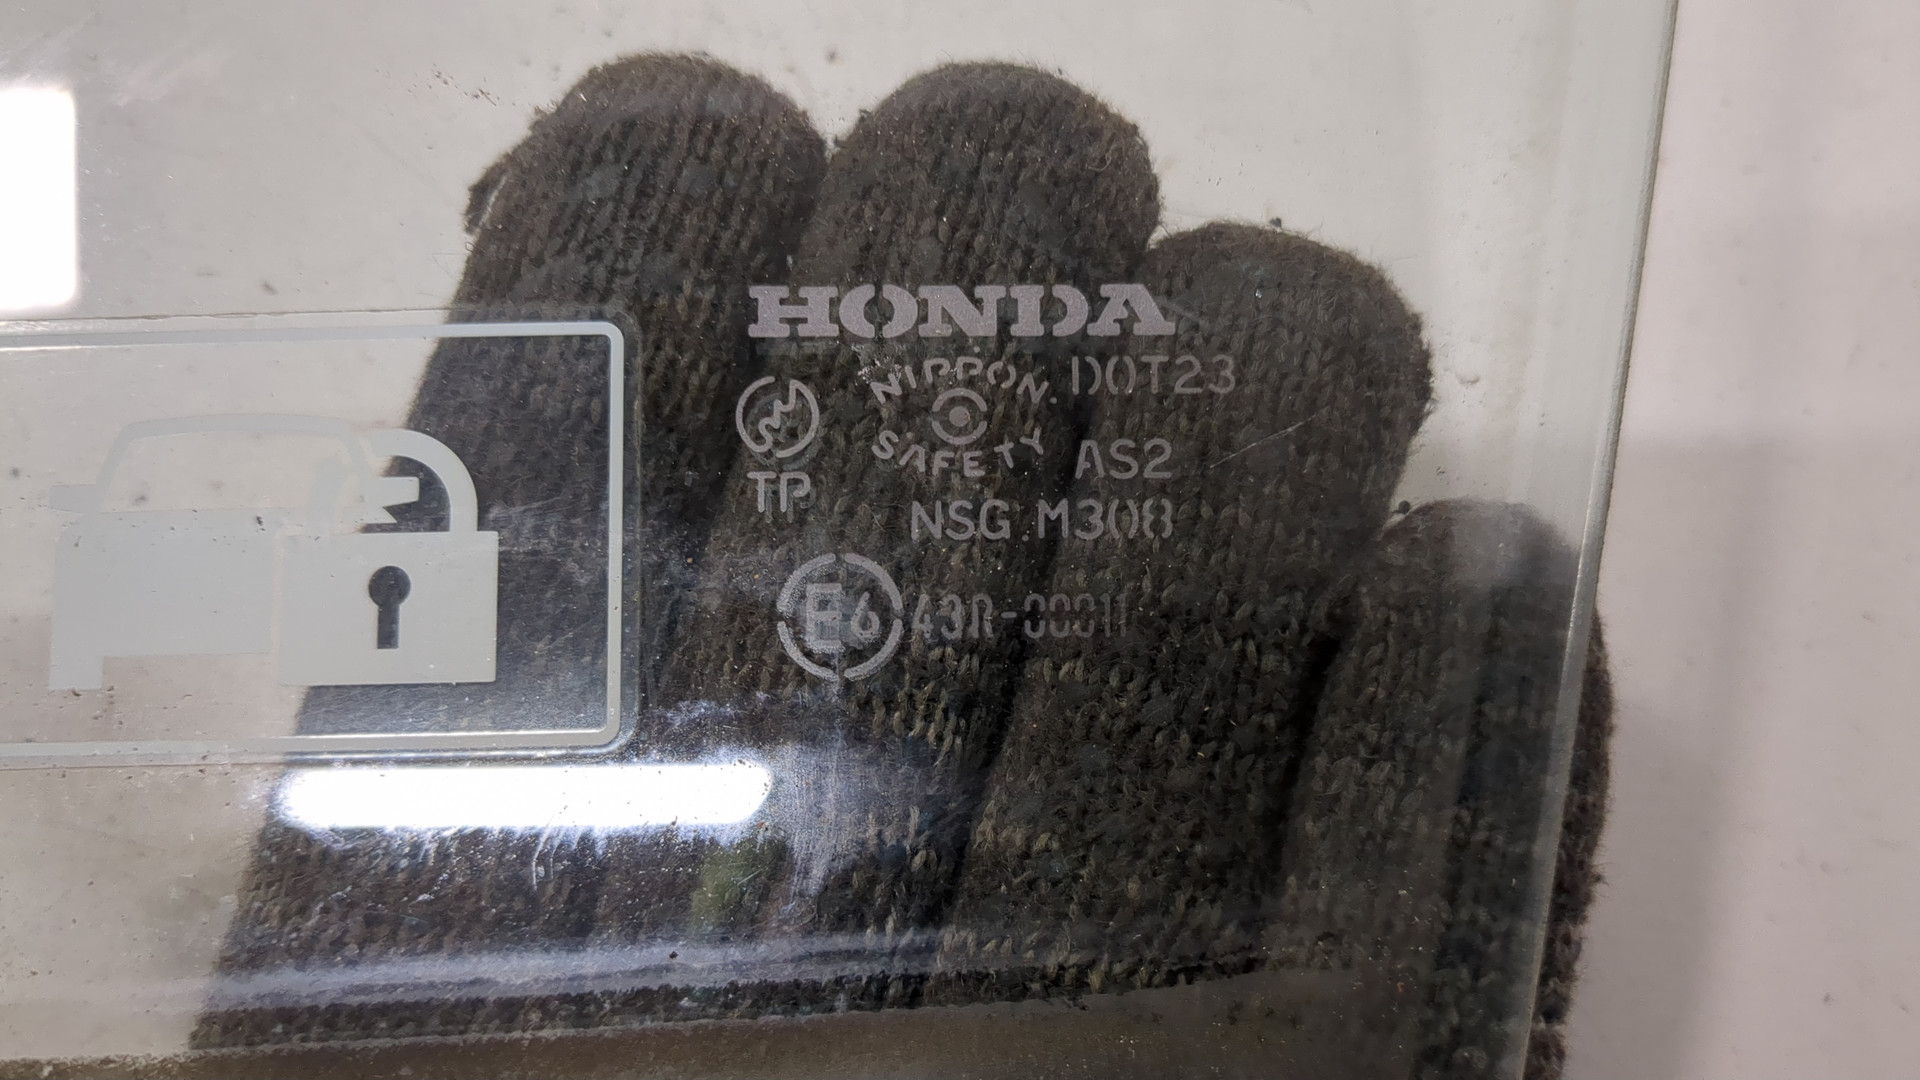 HONDA
NIPPON
SAFETY
DOT23
AS2
TP
NSG M308
E6 43R-00011